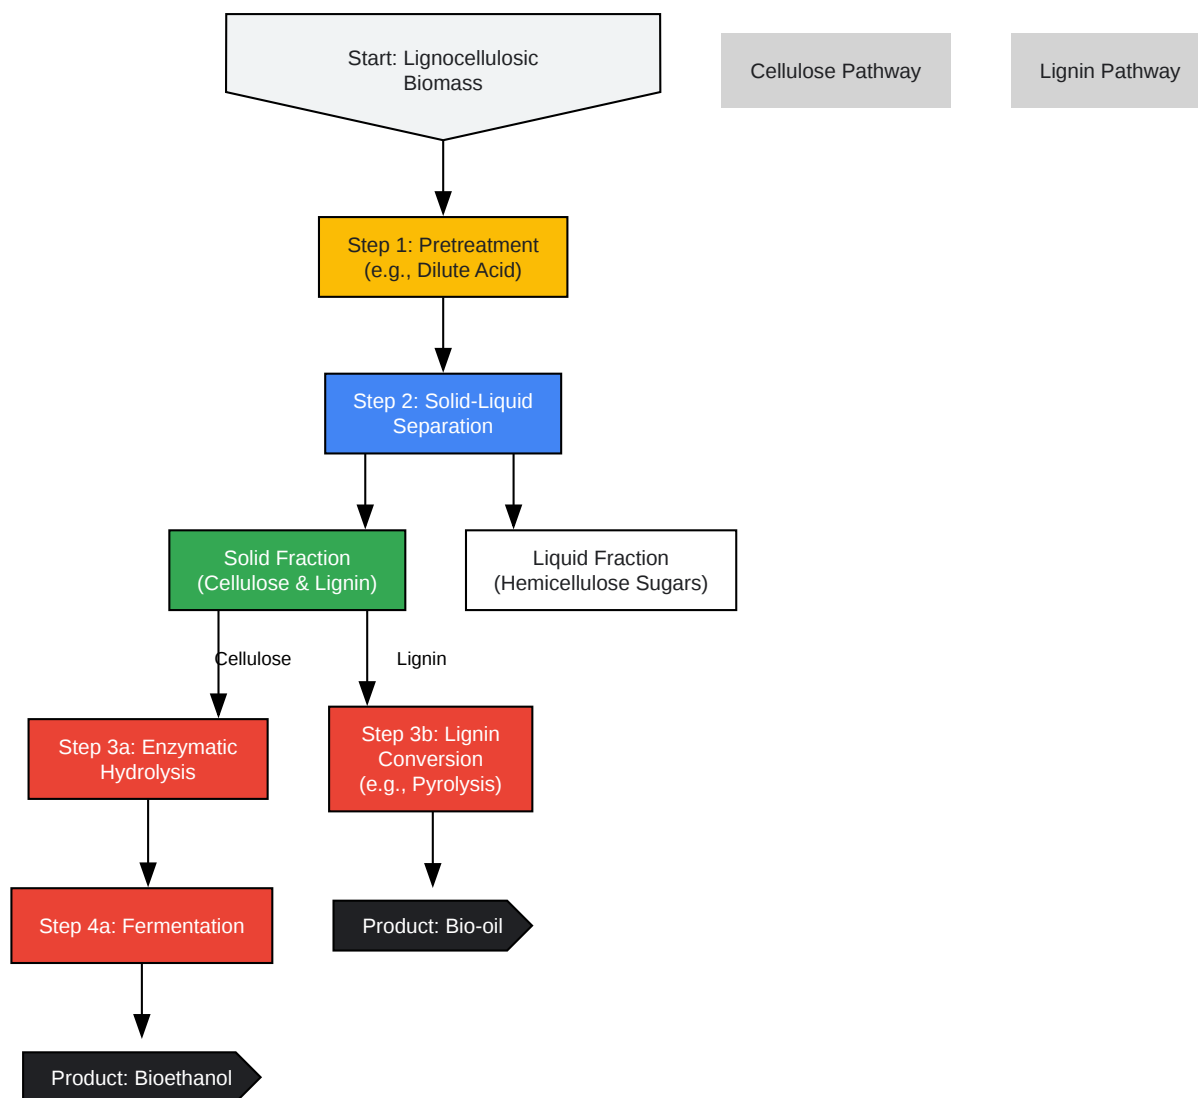 Start: Lignocellulosic
Biomass
Cellulose Pathway
Lignin Pathway
Step 1: Pretreatment
(e.g., Dilute Acid)
Step 2: Solid-Liquid
Separation
Solid Fraction
(Cellulose & Lignin)
Liquid Fraction
(Hemicellulose Sugars)
Cellulose
Lignin
Step 3a: Enzymatic
Hydrolysis
Step 3b: Lignin
Conversion
(e.g., Pyrolysis)
Step 4a: Fermentation
Product: Bio-oil
Product: Bioethanol